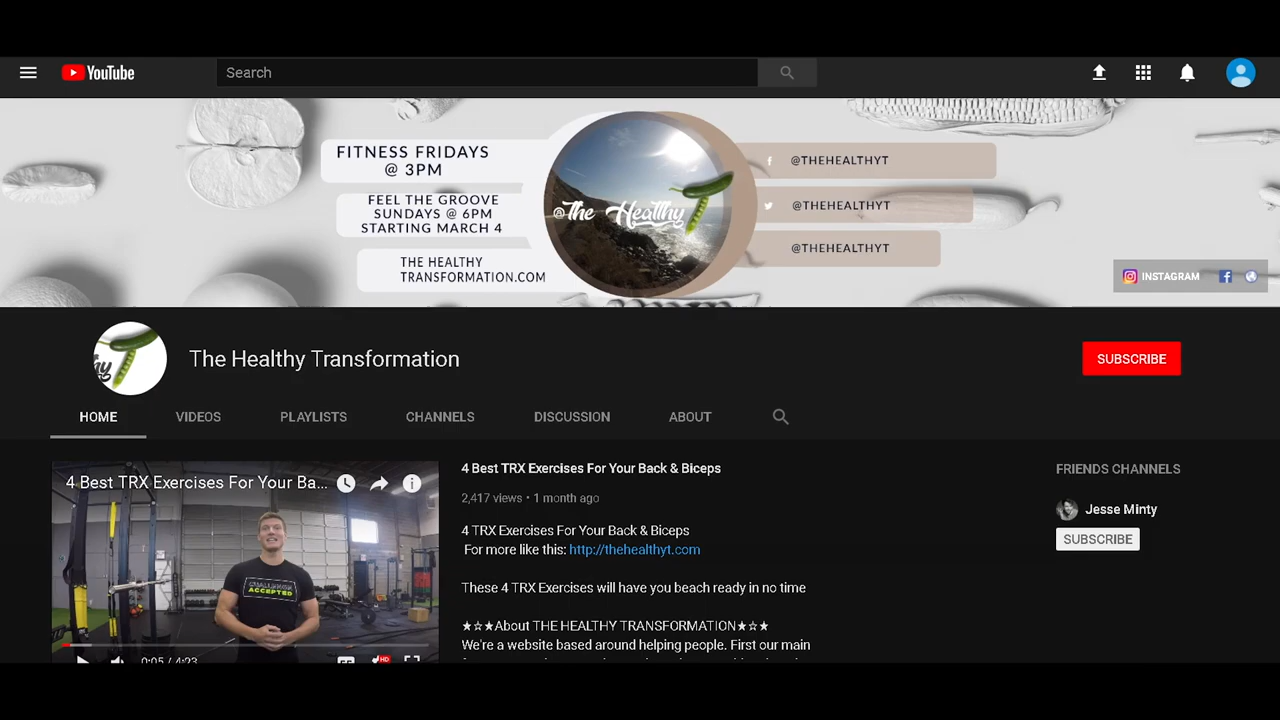 YouTube
Search
FITNESS FRIDAYS
@ 3PM
FEEL THE GROOVE
SUNDAYS @ 6PM
STARTING MARCH 4
THE HEALTHY
TRANSFORMATION.COM
@The Healthy T
@THEHEALTHYT
@THEHEALTHYT
@THEHEALTHYT
INSTAGRAM
The Healthy Transformation
SUBSCRIBE
HOME VIDEOS PLAYLISTS CHANNELS DISCUSSION ABOUT
4 Best TRX Exercises For Your Ba...
CHALLENGE
ACCEPTED
0:05 / 4:23
4 Best TRX Exercises For Your Back & Biceps
2,417 views • 1 month ago
4 TRX Exercises For Your Back & Biceps
For more like this: http://thehealthyt.com
These 4 TRX Exercises will have you beach ready in no time
★☆★About THE HEALTHY TRANSFORMATION★☆★
We're a website based around helping people. First our main
FRIENDS CHANNELS
Jesse Minty
SUBSCRIBE